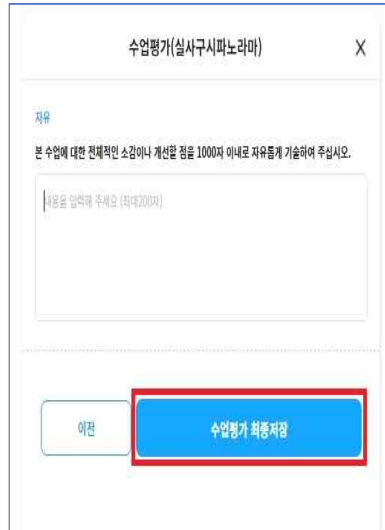 수업평가(실사구시파노라마)
X
자유
본 수업에 대한 전체적인 소감이나 개선할 점을 1000자 이내로 자유롭게 기술하여 주십시오.
내용을 입력해 주세요 (최대200자)
이전
수업평가 최종저장